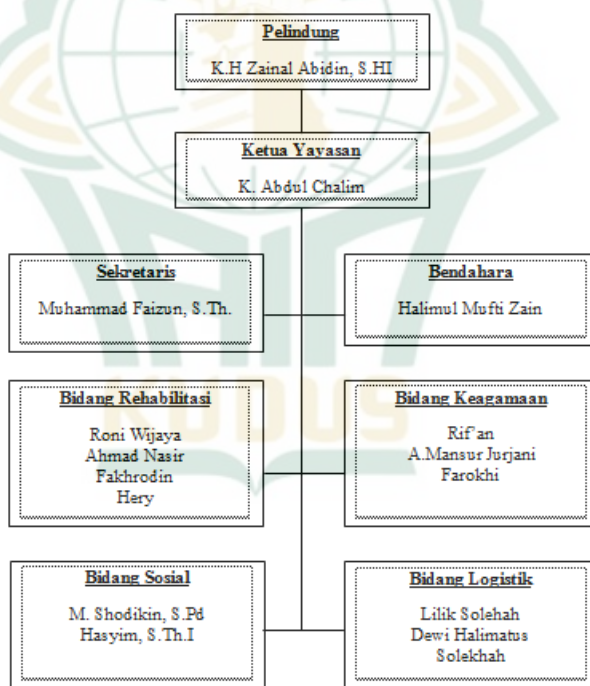 Pelindung
K.H Zainal Abidin, S.HI
Ketua Yayasan
K. Abdul Chalim
Sekretaris
Muhammad Faizun, S.Th.
Bendahara
Halimul Mufti Zain
Bidang Rehabilitasi
Roni Wijaya
Ahmad Nasir
Fakhrodin
Hery
Bidang Keagamaan
Rif'an
A.Mansur Jurjani
Farokhi
Bidang Sosial
M. Shodikin, S.Pd
Hasyim, S.Th.I
Bidang Logistik
Lilik Solehah
Dewi Halimatus
Solekhah
KUDUS